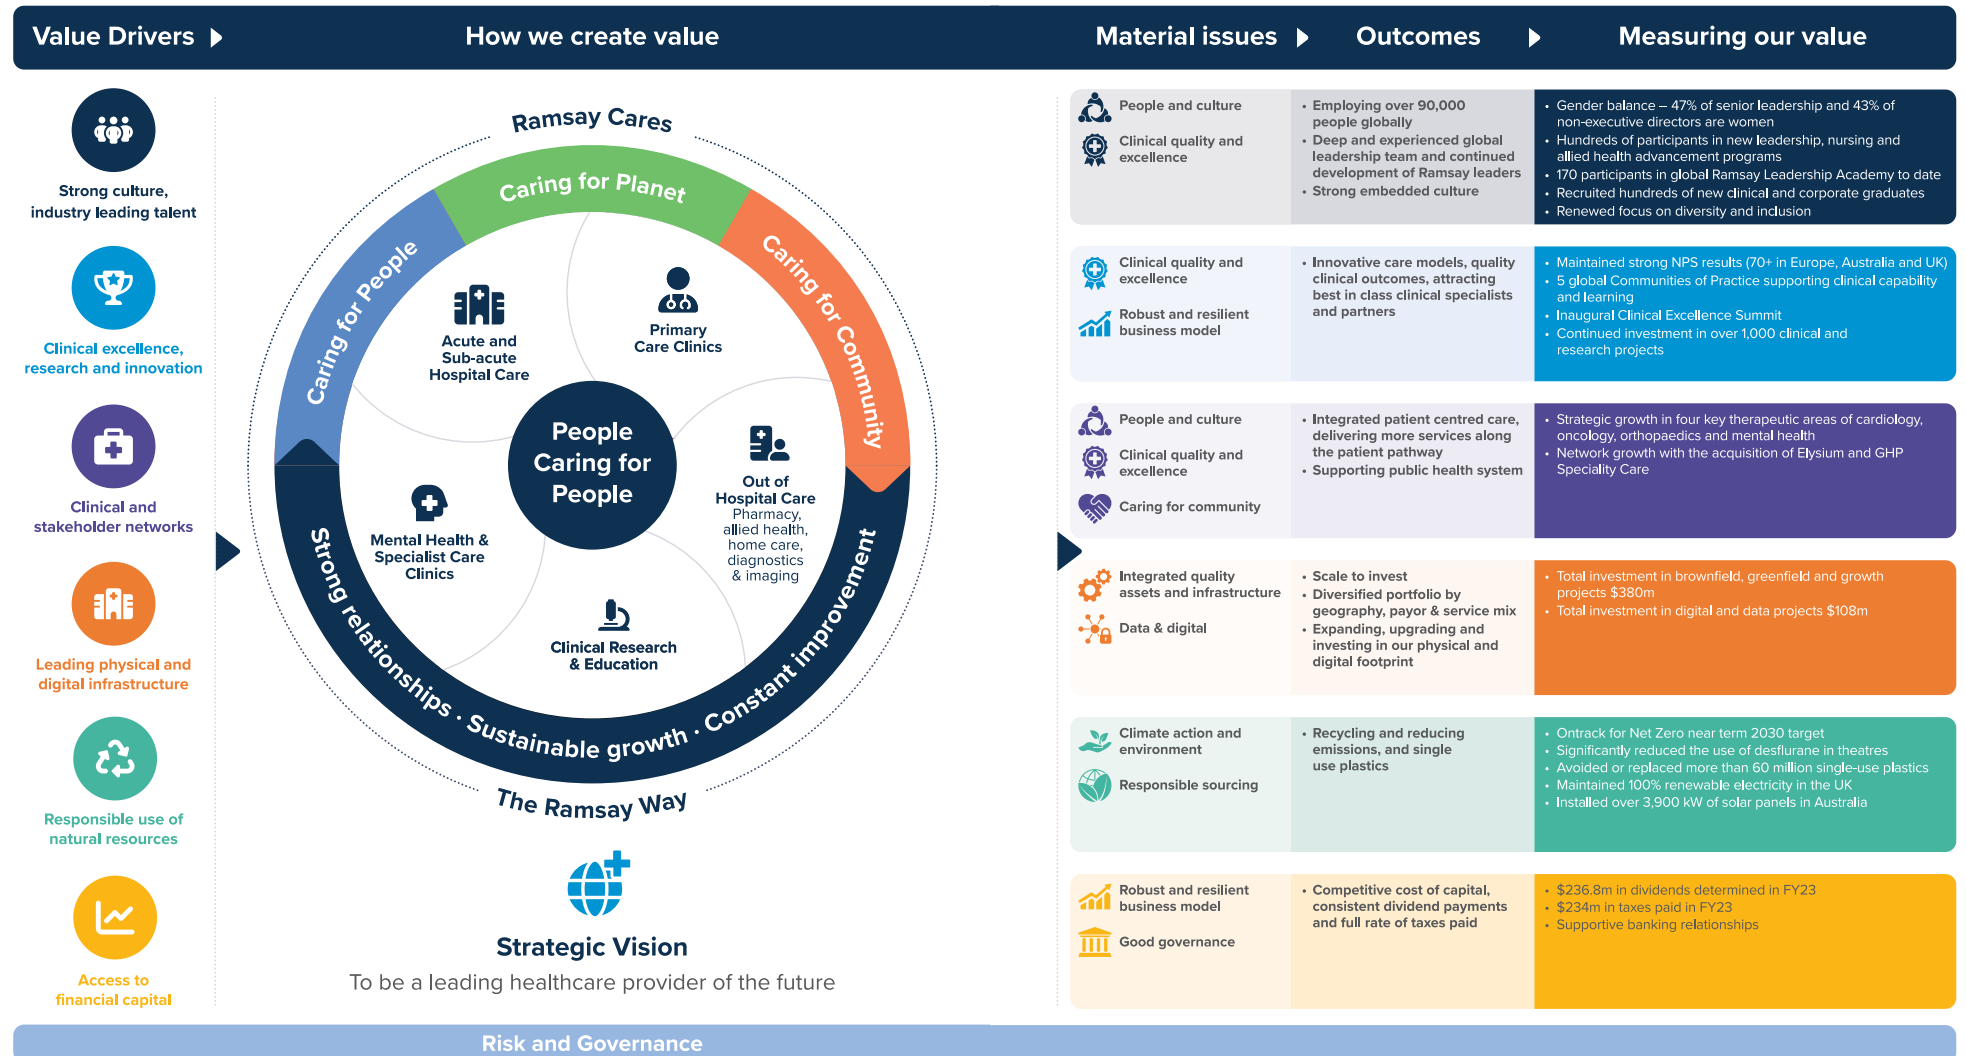 Value Drivers
How we create value
Material issues
Outcomes
Measuring our value
Strong culture,
industry leading talent
Clinical excellence,
research and innovation
Clinical and
stakeholder networks
Leading physical and
digital infrastructure
Responsible use of
natural resources
Access to
financial capital
Ramsay Cares
Caring for People
Caring for Planet
Caring for Community
Acute and
Sub-acute
Hospital Care
Primary
Care Clinics
People
Caring for
People
Out of
Hospital Care
Pharmacy,
allied health,
home care,
diagnostics
& imaging
Mental Health &
Specialist Care
Clinics
Clinical Research
& Education
Strong relationships · Sustainable growth · Constant improvement
The Ramsay Way
Strategic Vision
To be a leading healthcare provider of the future
People and culture
Clinical quality and
excellence
• Employing over 90,000
people globally
• Deep and experienced global
leadership team and continued
development of Ramsay leaders
• Strong embedded culture
• Gender balance – 47% of senior leadership and 43% of
non-executive directors are women
• Hundreds of participants in new leadership, nursing and
allied health advancement programs
• 170 participants in global Ramsay Leadership Academy to date
• Recruited hundreds of new clinical and corporate graduates
• Renewed focus on diversity and inclusion
Clinical quality and
excellence
Robust and resilient
business model
• Innovative care models, quality
clinical outcomes, attracting
best in class clinical specialists
and partners
• Maintained strong NPS results (70+ in Europe, Australia and UK)
• 5 global Communities of Practice supporting clinical capability
and learning
• Inaugural Clinical Excellence Summit
• Continued investment in over 1,000 clinical and
research projects
People and culture
Clinical quality and
excellence
Caring for community
• Integrated patient centred care,
delivering more services along
the patient pathway
• Supporting public health system
• Strategic growth in four key therapeutic areas of cardiology,
oncology, orthopaedics and mental health
• Network growth with the acquisition of Elysium and GHP
Speciality Care
Integrated quality
assets and infrastructure
Data & digital
• Scale to invest
• Diversified portfolio by
geography, payor & service mix
• Expanding, upgrading and
investing in our physical and
digital footprint
• Total investment in brownfield, greenfield and growth
projects $380m
• Total investment in digital and data projects $108m
Climate action and
environment
Responsible sourcing
• Recycling and reducing
emissions, and single
use plastics
• Ontrack for Net Zero near term 2030 target
• Significantly reduced the use of desflurane in theatres
• Avoided or replaced more than 60 million single-use plastics
• Maintained 100% renewable electricity in the UK
• Installed over 3,900 kW of solar panels in Australia
Robust and resilient
business model
Good governance
• Competitive cost of capital,
consistent dividend payments
and full rate of taxes paid
• $236.8m in dividends determined in FY23
• $234m in taxes paid in FY23
• Supportive banking relationships
Risk and Governance